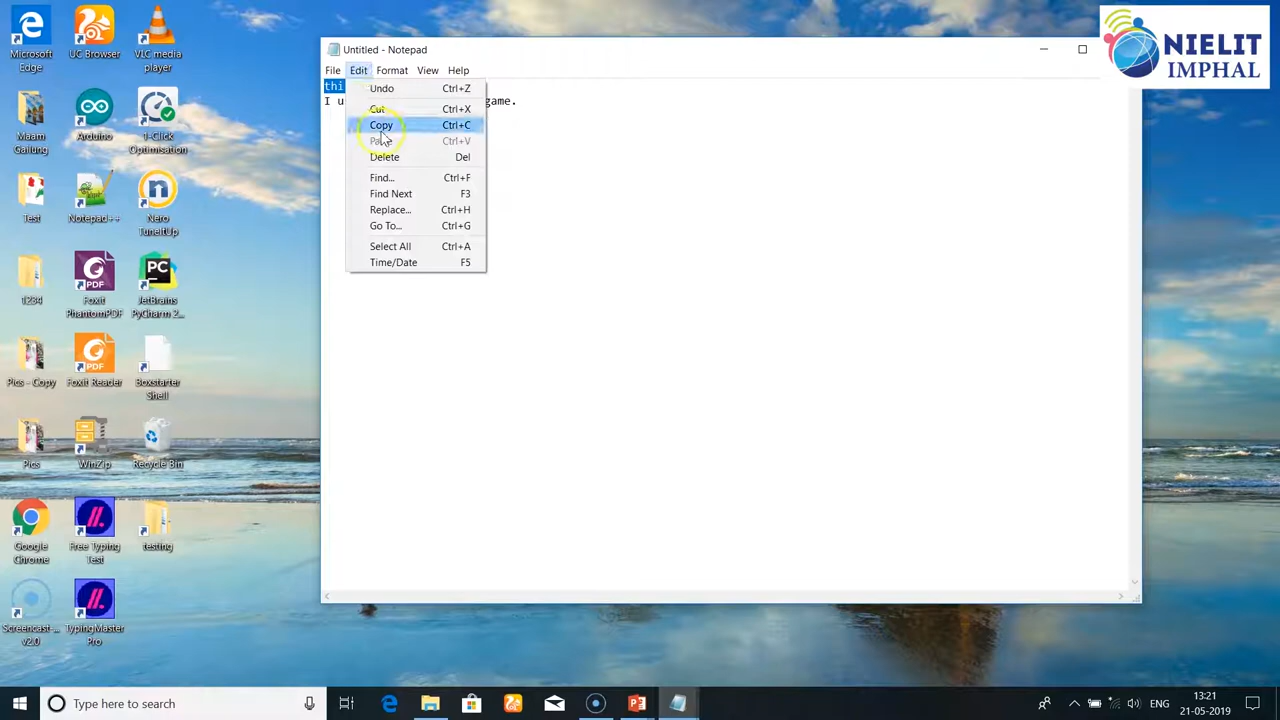 Microsoft
Edge
UC Browser
VLC media
player
Maam
Gailung
Arduino
1-Click
Optimisation
Test
Notepad++
Nero
TuneItUp
1234
Foxit
PhantomPDF
JetBrains
PyCharm 2...
Pics - Copy
Foxit Reader
Boxstarter
Shell
Pics
WinZip
Recycle Bin
Google
Chrome
Free Typing
Test
testing
Screencast-...
v2.0
TypingMaster
Pro
Untitled - Notepad
File Edit Format View Help
thi
I u game.
Undo Ctrl+Z
Cut Ctrl+X
Copy Ctrl+C
Ctrl+V
Delete Del
Find... Ctrl+F
Find Next F3
Replace... Ctrl+H
Go To... Ctrl+G
Select All Ctrl+A
Time/Date F5
NIELIT
IMPHAL
PDF
PC
PDF
Type here to search
ENG
13:21
21-05-2019